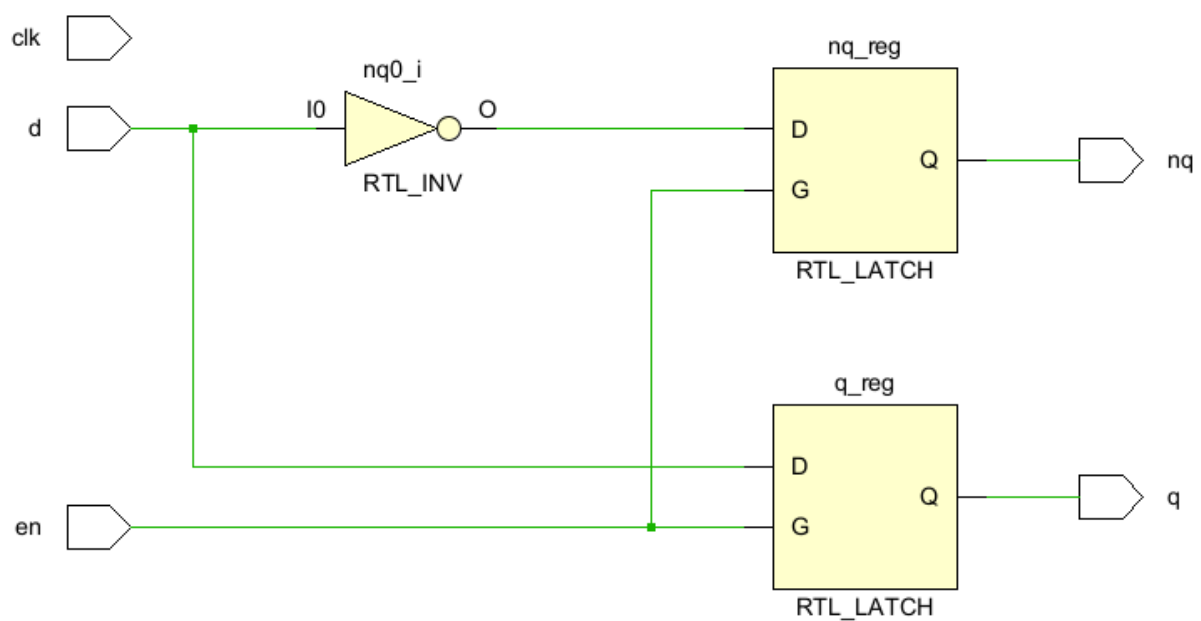 clk
nq_reg
nq0_i
I0
O
d
D
Q
nq
RTL_INV
G
RTL_LATCH
q_reg
D
Q
q
en
G
RTL_LATCH